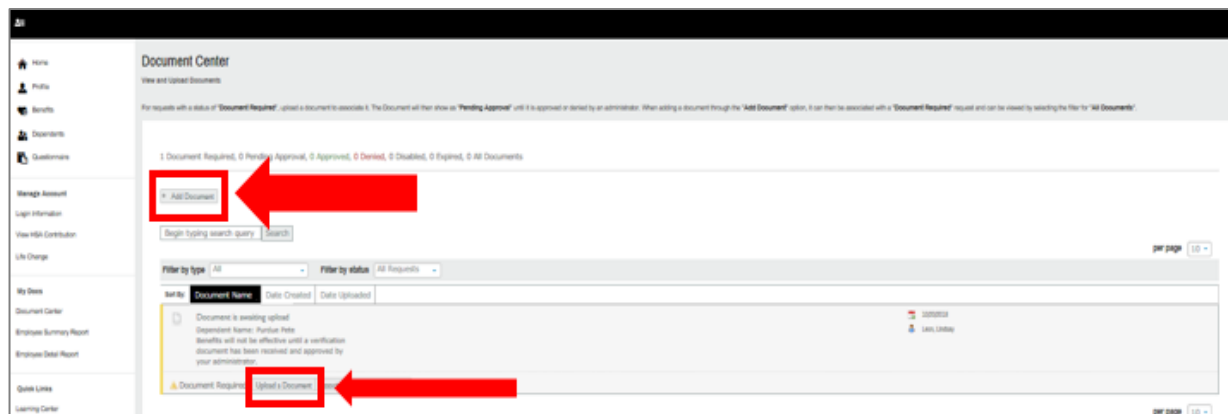 All
Home
Profile
Benefits
Dependents
Questionnaire
Manage Account
Login Information
View HSA Contribution
Life Change
My Docs
Document Center
Employee Summary Report
Employee Detail Report
Quick Links
Learning Center
Document Center
View and Upload Documents
For requests with a status of "Document Required", upload a document to associate it. The Document will then show as "Pending Approval" until it is approved or denied by an administrator. When adding a document through the "Add Document" option, it can then be associated with a "Document Required" request and can be viewed by selecting the filter for "All Documents".
1 Document Required, 0 Pending Approval, 0 Approved, 0 Denied, 0 Disabled, 0 Expired, 0 All Documents
+ Add Document
Begin typing search query Search
per page 10
Filter by type All Filter by status All Requests
Sort By: Document Name Date Created Date Uploaded
Document is awaiting upload
Dependent Name: Purdue Pete
Benefits will not be effective until a verification
document has been received and approved by
your administrator.
Lindsay
Document Required Upload a Document
per page 10